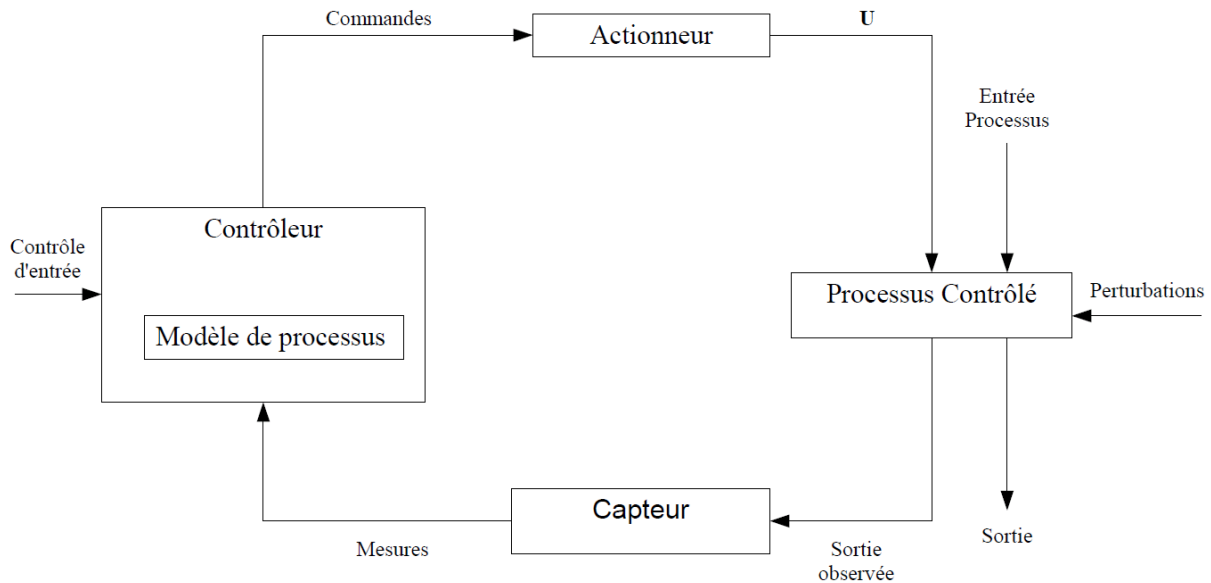 Commandes
Actionneur
U
Entrée
Processus
Contrôleur
Contrôle
d'entrée
Modèle de processus
Processus Contrôlé
Perturbations
Capteur
Mesures
Sortie
observée
Sortie